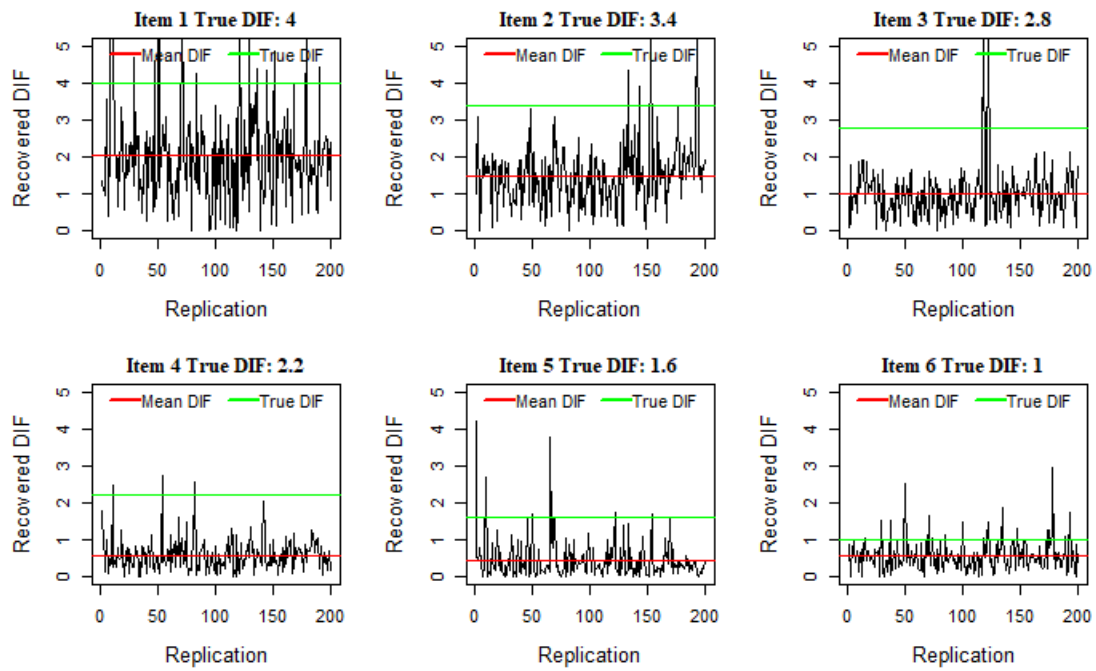 Item 1 True DIF: 4
Recovered DIF
5
4
3
2
1
0
Mean DIF True DIF
0 50 100 150 200
Replication
Item 2 True DIF: 3.4
Recovered DIF
5
4
3
2
1
0
Mean DIF True DIF
0 50 100 150 200
Replication
Item 3 True DIF: 2.8
Recovered DIF
5
4
3
2
1
0
Mean DIF True DIF
0 50 100 150 200
Replication
Item 4 True DIF: 2.2
Recovered DIF
5
4
3
2
1
0
Mean DIF True DIF
0 50 100 150 200
Replication
Item 5 True DIF: 1.6
Recovered DIF
5
4
3
2
1
0
Mean DIF True DIF
0 50 100 150 200
Replication
Item 6 True DIF: 1
Recovered DIF
5
4
3
2
1
0
Mean DIF True DIF
0 50 100 150 200
Replication